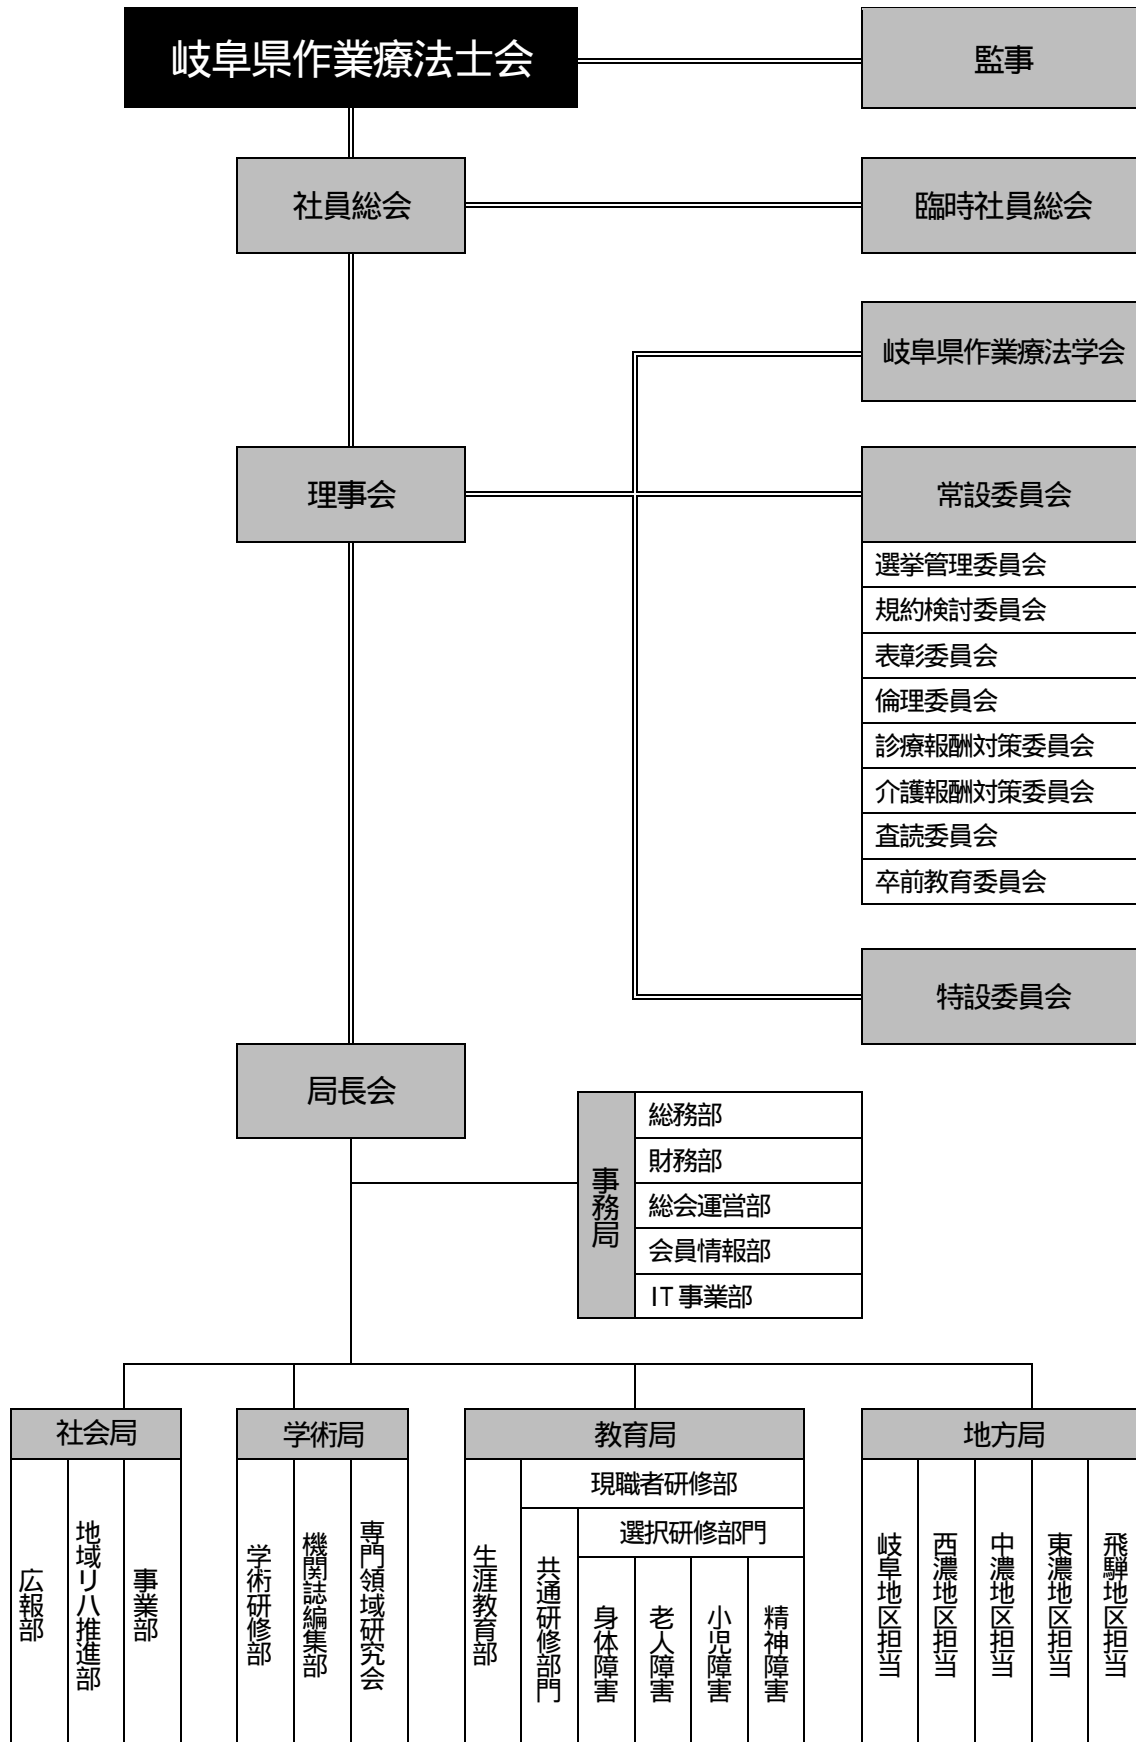 岐阜県作業療法士会
監事
社員総会
臨時社員総会
岐阜県作業療法学会
理事会
常設委員会
選挙管理委員会
規約検討委員会
表彰委員会
倫理委員会
診療報酬対策委員会
介護報酬対策委員会
査読委員会
卒前教育委員会
特設委員会
局長会
事務局
総務部
財務部
総会運営部
会員情報部
IT事業部
社会局
広報部
地域リハ推進部
事業部
学術局
学術研修部
機関誌編集部
専門領域研究会
教育局
生涯教育部
現職者研修部
共通研修部門
選択研修部門
身体障害
老人障害
小児障害
精神障害
地方局
岐阜地区担当
西濃地区担当
中濃地区担当
東濃地区担当
飛騨地区担当